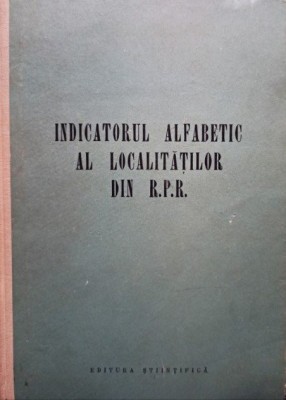 INDICATORUL ALFABETIC
AL LOCALITĂȚILOR
DIN R.P.R.
EDITURA ȘTIINȚIFICĂ